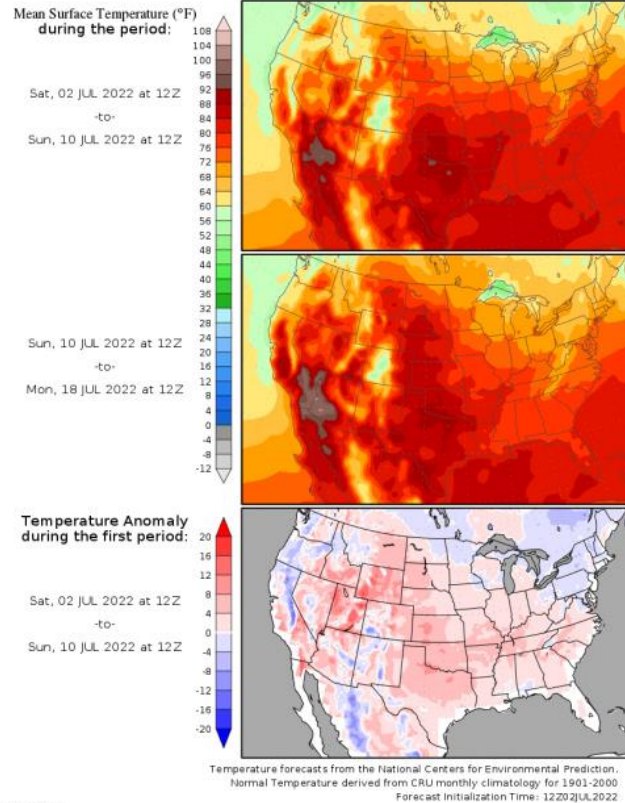 Mean Surface Temperature (°F)
during the period:
108
104
100
96
92
88
84
80
76
72
68
64
60
56
52
48
44
40
36
32
28
24
20
16
12
8
4
0
-4
-8
-12
Sat, 02 JUL 2022 at 12Z
-to-
Sun, 10 JUL 2022 at 12Z
Sun, 10 JUL 2022 at 12Z
-to-
Mon, 18 JUL 2022 at 12Z
Temperature Anomaly
during the first period:
20
16
12
8
4
0
-4
-8
-12
-16
-20
Sat, 02 JUL 2022 at 12Z
-to-
Sun, 10 JUL 2022 at 12Z
Temperature forecasts from the National Centers for Environmental Prediction.
Normal Temperature derived from CRU monthly climatology for 1901-2000
Forecast Initialization Time: 12Z02JUL2022